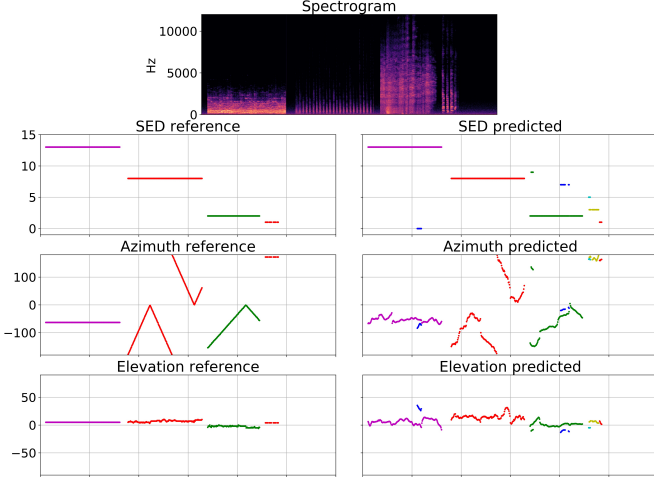 Spectrogram
10000
5000
0
Hz
SED reference
15
10
5
0
SED predicted
Azimuth reference
100
0
−100
Azimuth predicted
Elevation reference
50
0
−50
Elevation predicted